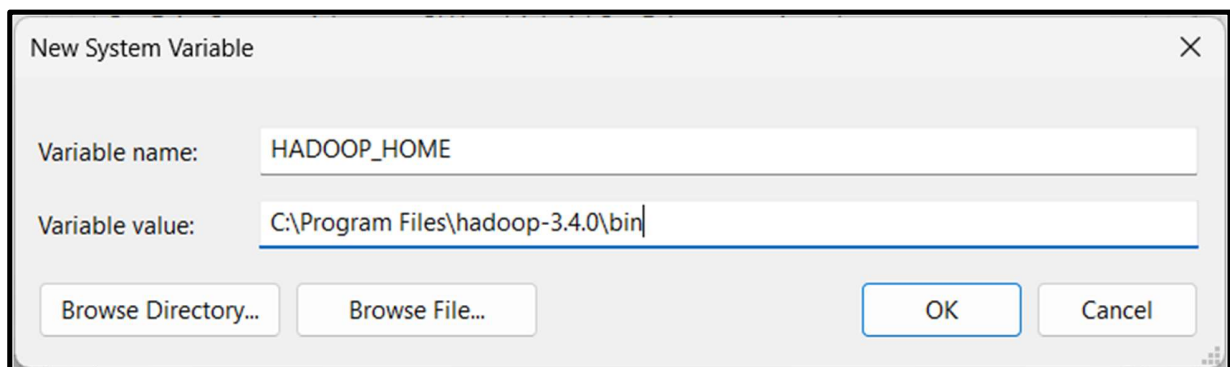 New System Variable
Variable name: HADOOP_HOME
Variable value: C:\Program Files\hadoop-3.4.0\bin
Browse Directory... Browse File... OK Cancel